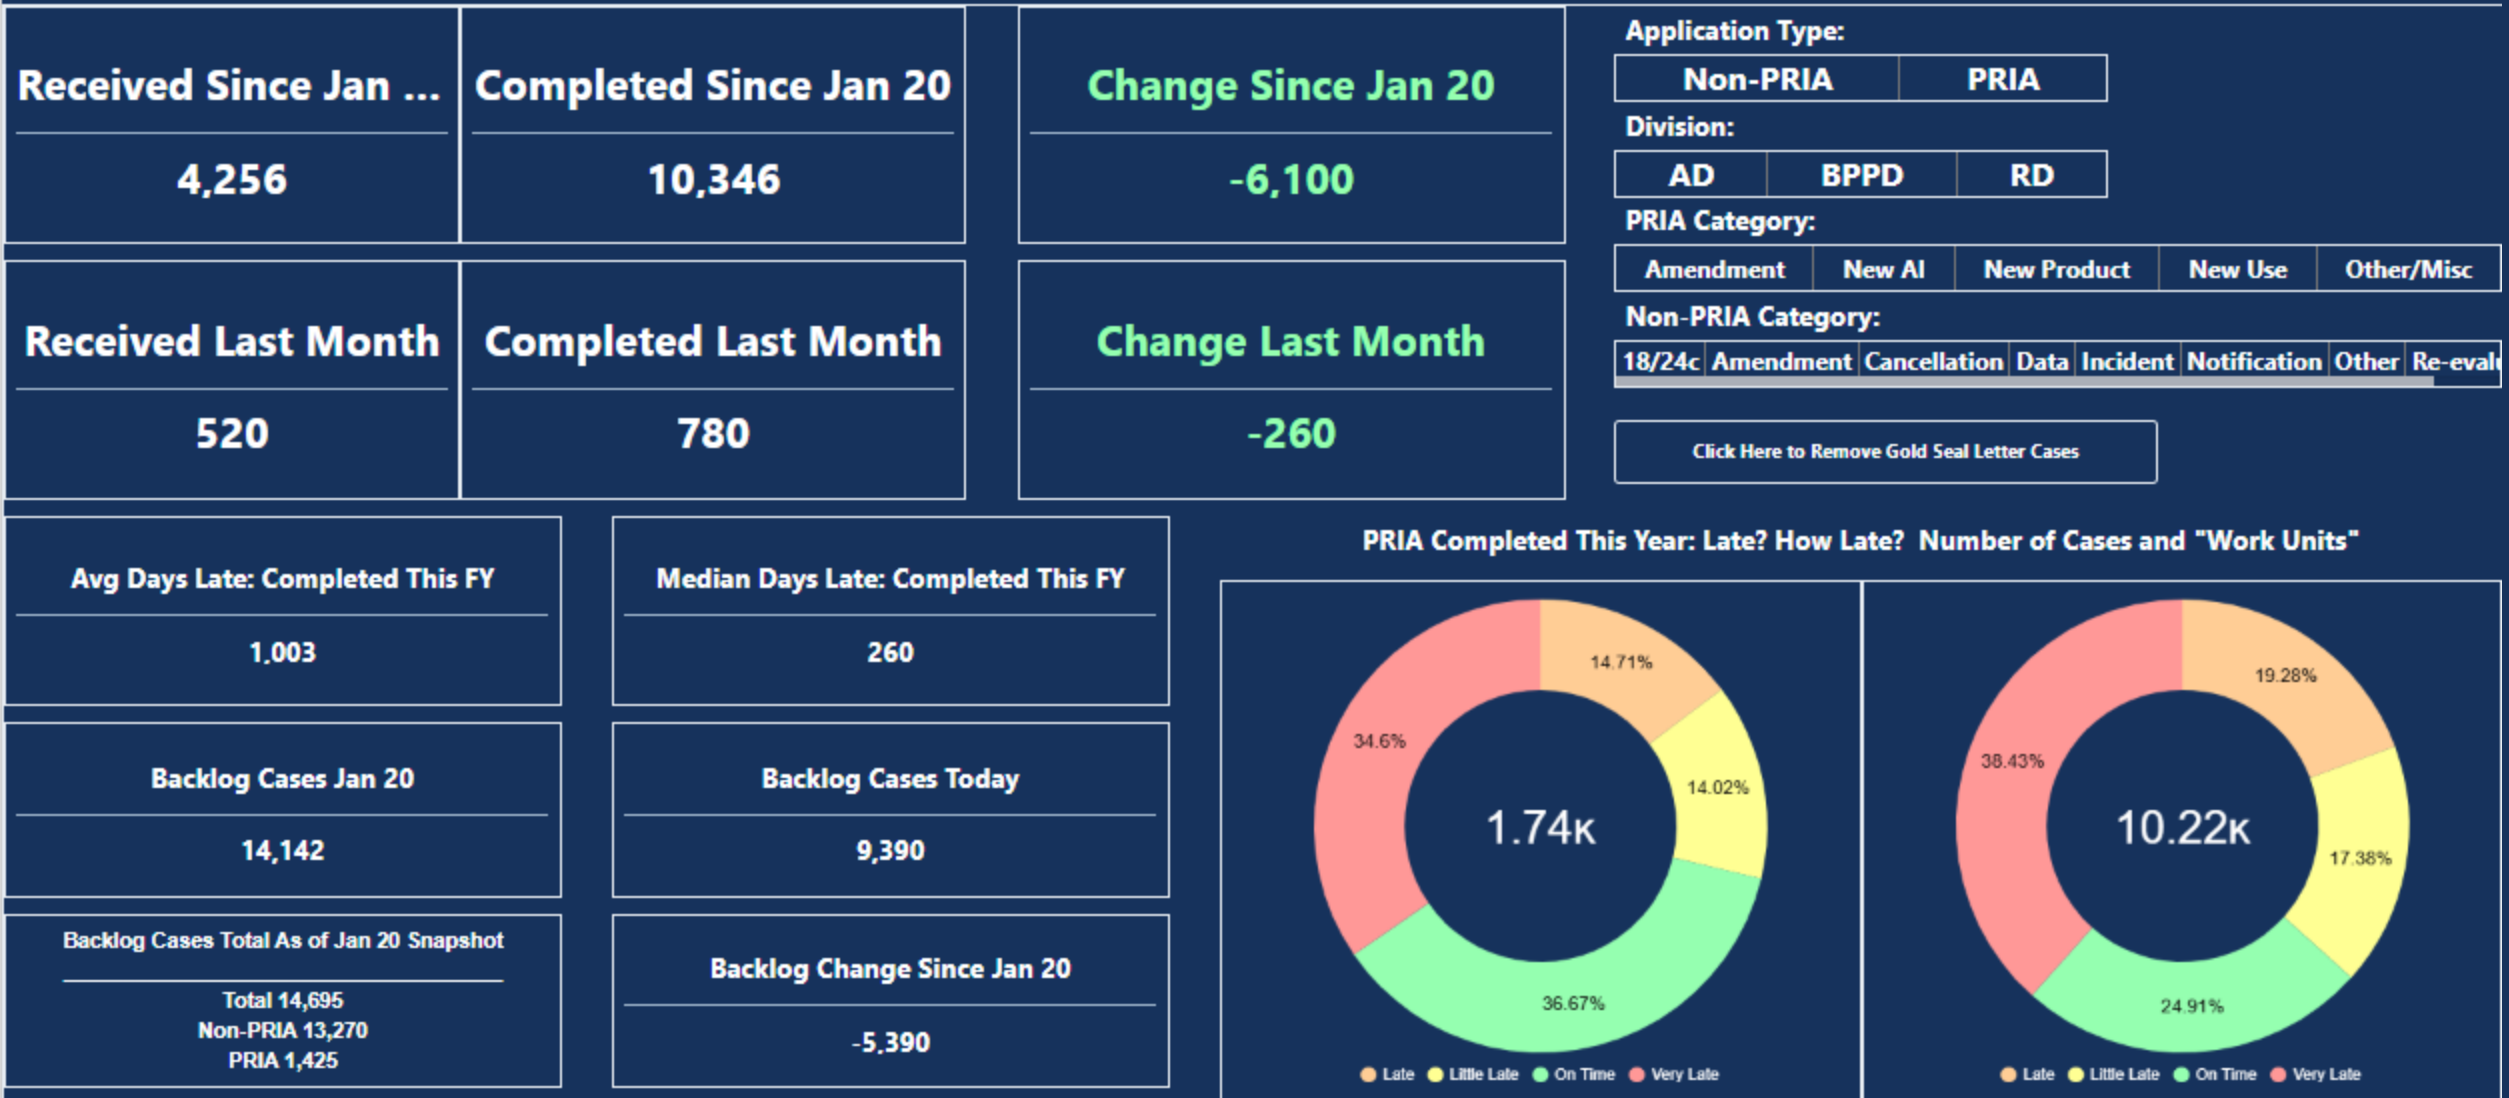 Received Since Jan ...
4,256
Completed Since Jan 20
10,346
Change Since Jan 20
-6,100
Application Type:
Non-PRIA
PRIA
Division:
AD
BPPD
RD
PRIA Category:
Amendment
New AI
New Product
New Use
Other/Misc
Non-PRIA Category:
18/24c
Amendment
Cancellation
Data
Incident
Notification
Other
Re-evalu
Click Here to Remove Gold Seal Letter Cases
Received Last Month
520
Completed Last Month
780
Change Last Month
-260
Avg Days Late: Completed This FY
1,003
Median Days Late: Completed This FY
260
Backlog Cases Jan 20
14,142
Backlog Cases Today
9,390
Backlog Cases Total As of Jan 20 Snapshot
Total 14,695
Non-PRIA 13,270
PRIA 1,425
Backlog Change Since Jan 20
-5,390
PRIA Completed This Year: Late? How Late? Number of Cases and "Work Units"
14.71%
14.02%
36.67%
34.6%
1.74K
Late
Little Late
On Time
Very Late
19.28%
17.38%
24.91%
38.43%
10.22K
Late
Little Late
On Time
Very Late